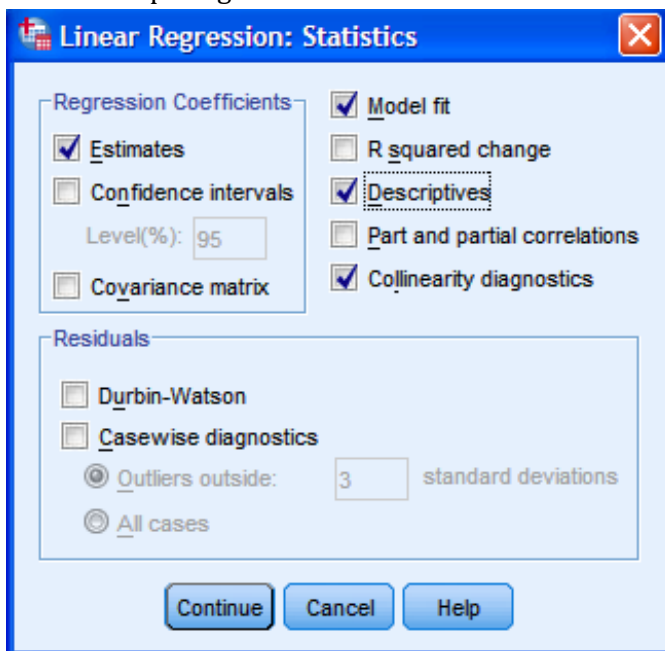 Linear Regression: Statistics
Regression Coefficients
Estimates
Confidence intervals
Level(%): 95
Covariance matrix
Model fit
R squared change
Descriptives
Part and partial correlations
Collinearity diagnostics
Residuals
Durbin-Watson
Casewise diagnostics
Outliers outside: 3 standard deviations
All cases
Continue Cancel Help